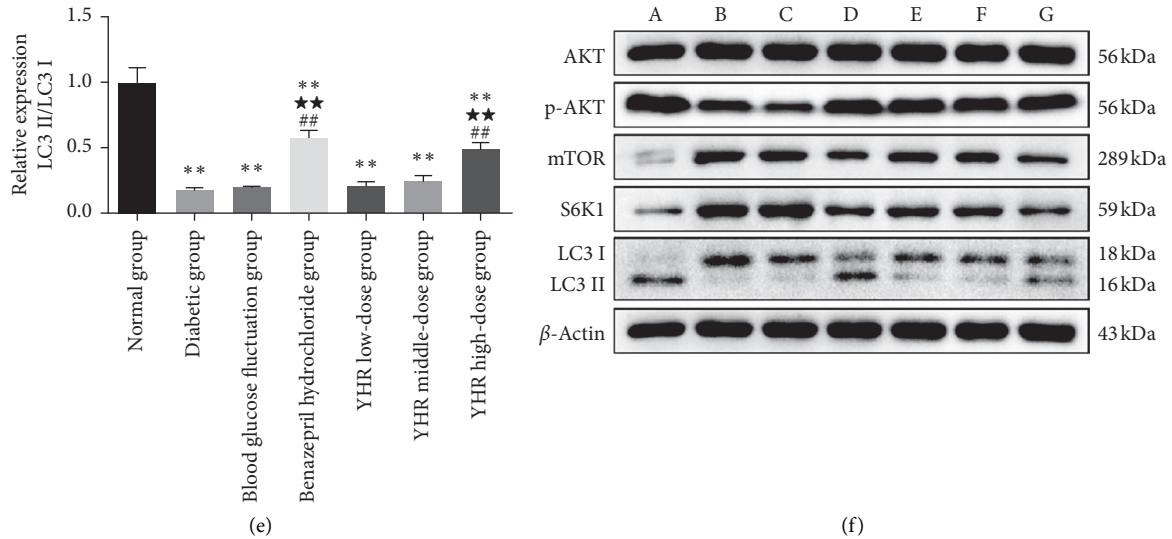 Relative expression
LC3 II/LC3 I
1.5
1.0
0.5
0.0
**
**
**
★★
##
**
**
**
★★
##
Normal group
Diabetic group
Blood glucose fluctuation group
Benazepril hydrochloride group
YHR low-dose group
YHR middle-dose group
YHR high-dose group
(e)
A B C D E F G
AKT 56 kDa
p-AKT 56 kDa
mTOR 289 kDa
S6K1 59 kDa
LC3 I 18 kDa
LC3 II 16 kDa
β-Actin 43 kDa
(f)